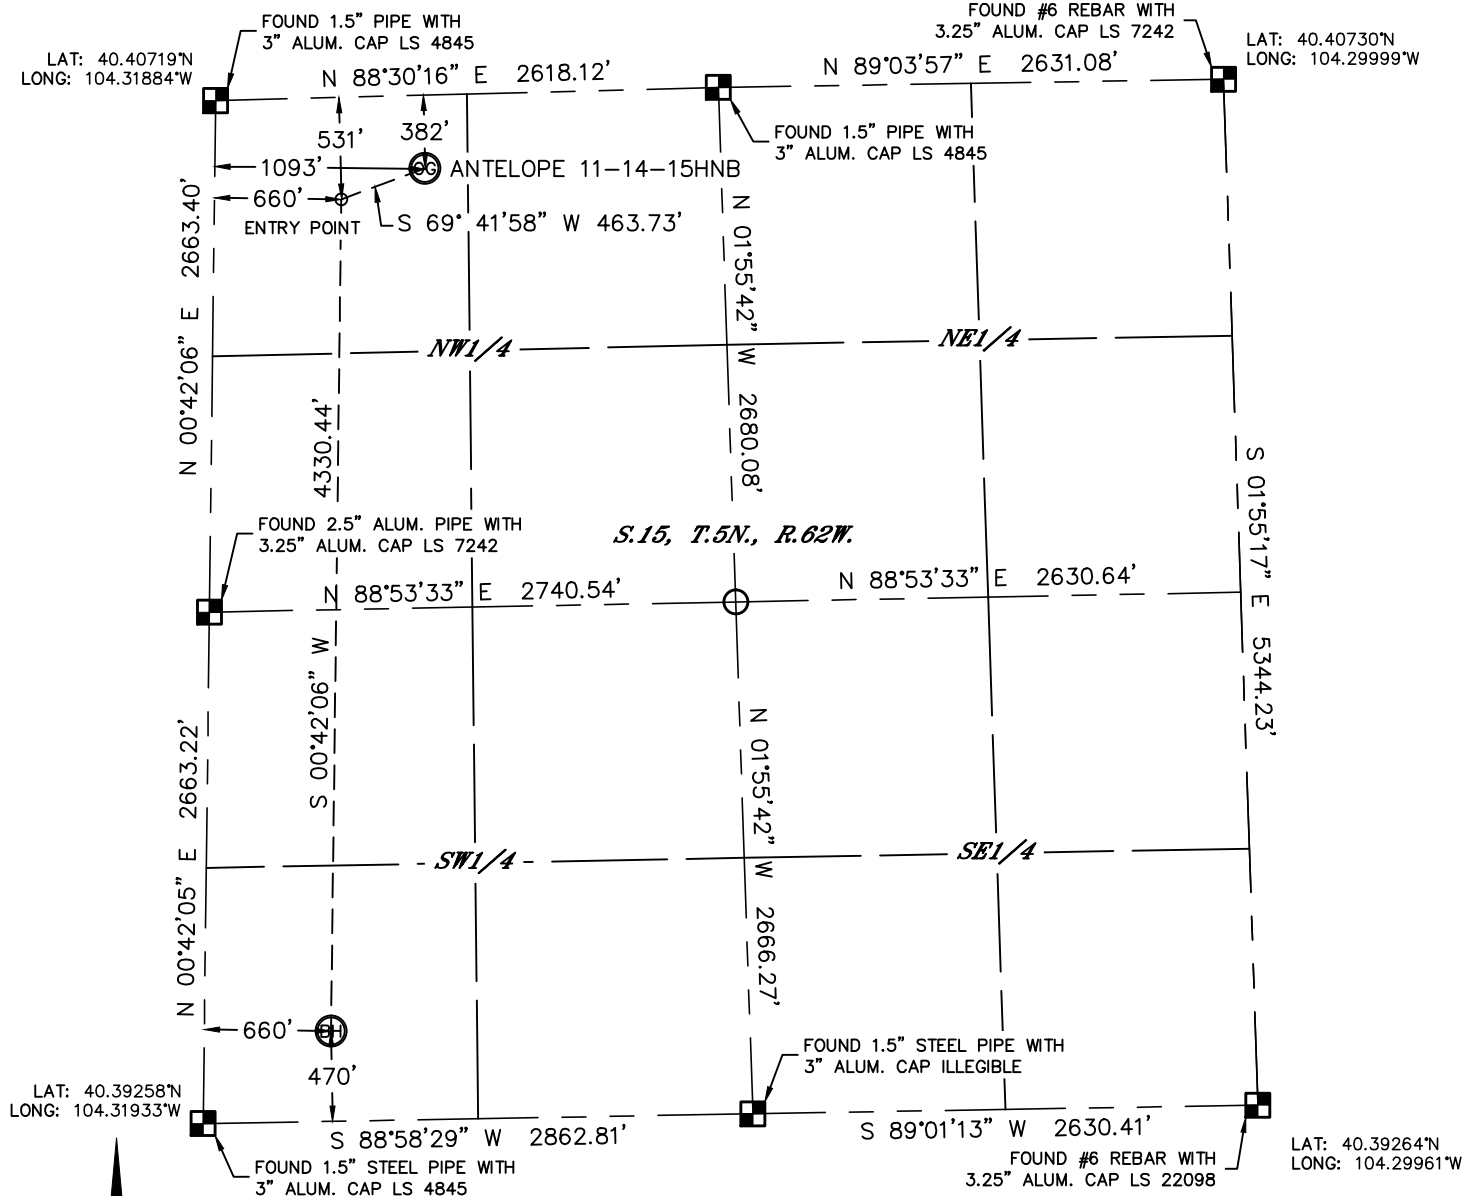 FOUND 1.5" PIPE WITH
3" ALUM. CAP LS 4845
FOUND #6 REBAR WITH
3.25" ALUM. CAP LS 7242
LAT: 40.40719°N
LONG: 104.31884°W
LAT: 40.40730°N
LONG: 104.29999°W
N 88°30'16" E 2618.12'
N 89°03'57" E 2631.08'
FOUND 1.5" PIPE WITH
3" ALUM. CAP LS 4845
531'
382'
1093'
OG
ANTELOPE 11-14-15HNB
660'
ENTRY POINT
S 69° 41'58" W 463.73'
N 00°42'06" E 2663.40'
N 01°55'42" W 2680.08'
NW1/4
NE1/4
4330.44'
S 00°42'06" W
S 01°55'17" E 5344.23'
FOUND 2.5" ALUM. PIPE WITH
3.25" ALUM. CAP LS 7242
S.15, T.5N., R.62W.
N 88°53'33" E 2740.54'
N 88°53'33" E 2630.64'
N 00°42'05" E 2663.22'
N 01°55'42" W 2666.27'
SW1/4
SE1/4
660'
BH
470'
FOUND 1.5" STEEL PIPE WITH
3" ALUM. CAP ILLEGIBLE
LAT: 40.39258°N
LONG: 104.31933°W
S 88°58'29" W 2862.81'
S 89°01'13" W 2630.41'
FOUND 1.5" STEEL PIPE WITH
3" ALUM. CAP LS 4845
FOUND #6 REBAR WITH
3.25" ALUM. CAP LS 22098
LAT: 40.39264°N
LONG: 104.29961°W